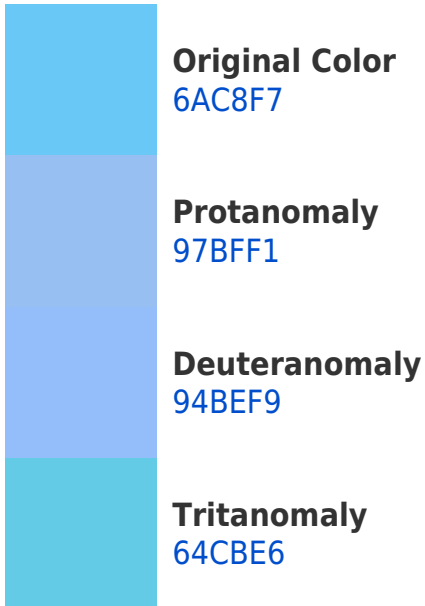 Original Color
6AC8F7
Protanomaly
97BFF1
Deuteranomaly
94BEF9
Tritanomaly
64CBE6